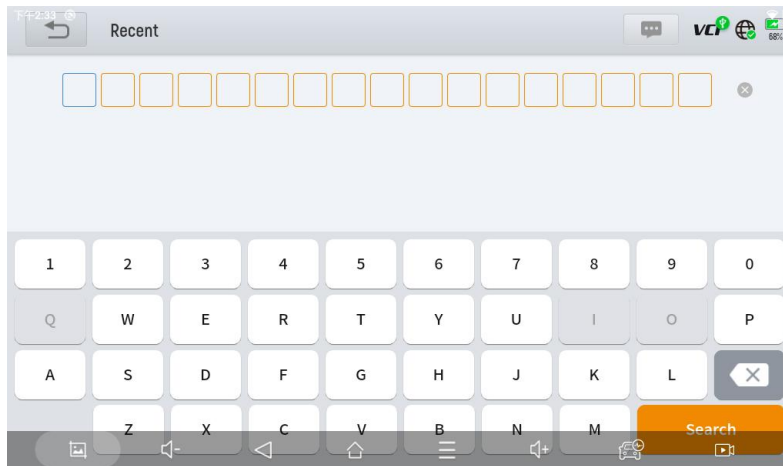 下午2:33
Recent
VCI
68%
1 2 3 4 5 6 7 8 9 0
Q W E R T Y U I O P
A S D F G H J K L
Z X C V B N M Search